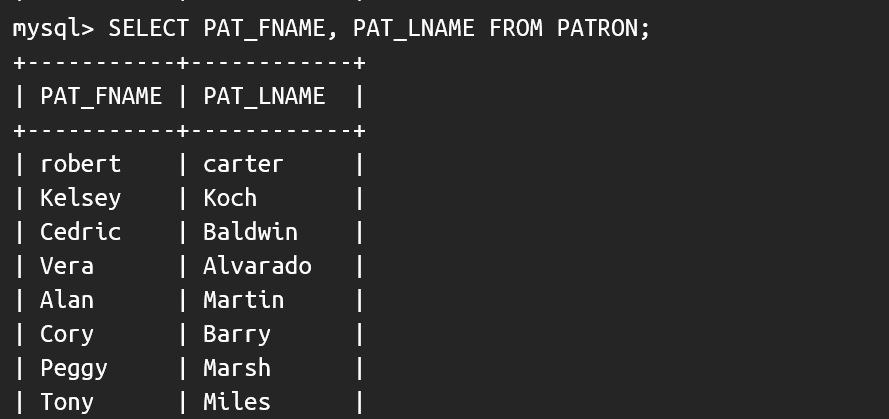 mysql> SELECT PAT_FNAME, PAT_LNAME FROM PATRON;
+-----------+------------+
| PAT_FNAME | PAT_LNAME  |
+-----------+------------+
| robert    | carter     |
| Kelsey    | Koch       |
| Cedric    | Baldwin    |
| Vera      | Alvarado   |
| Alan      | Martin     |
| Cory      | Barry      |
| Peggy     | Marsh      |
| Tony      | Miles      |